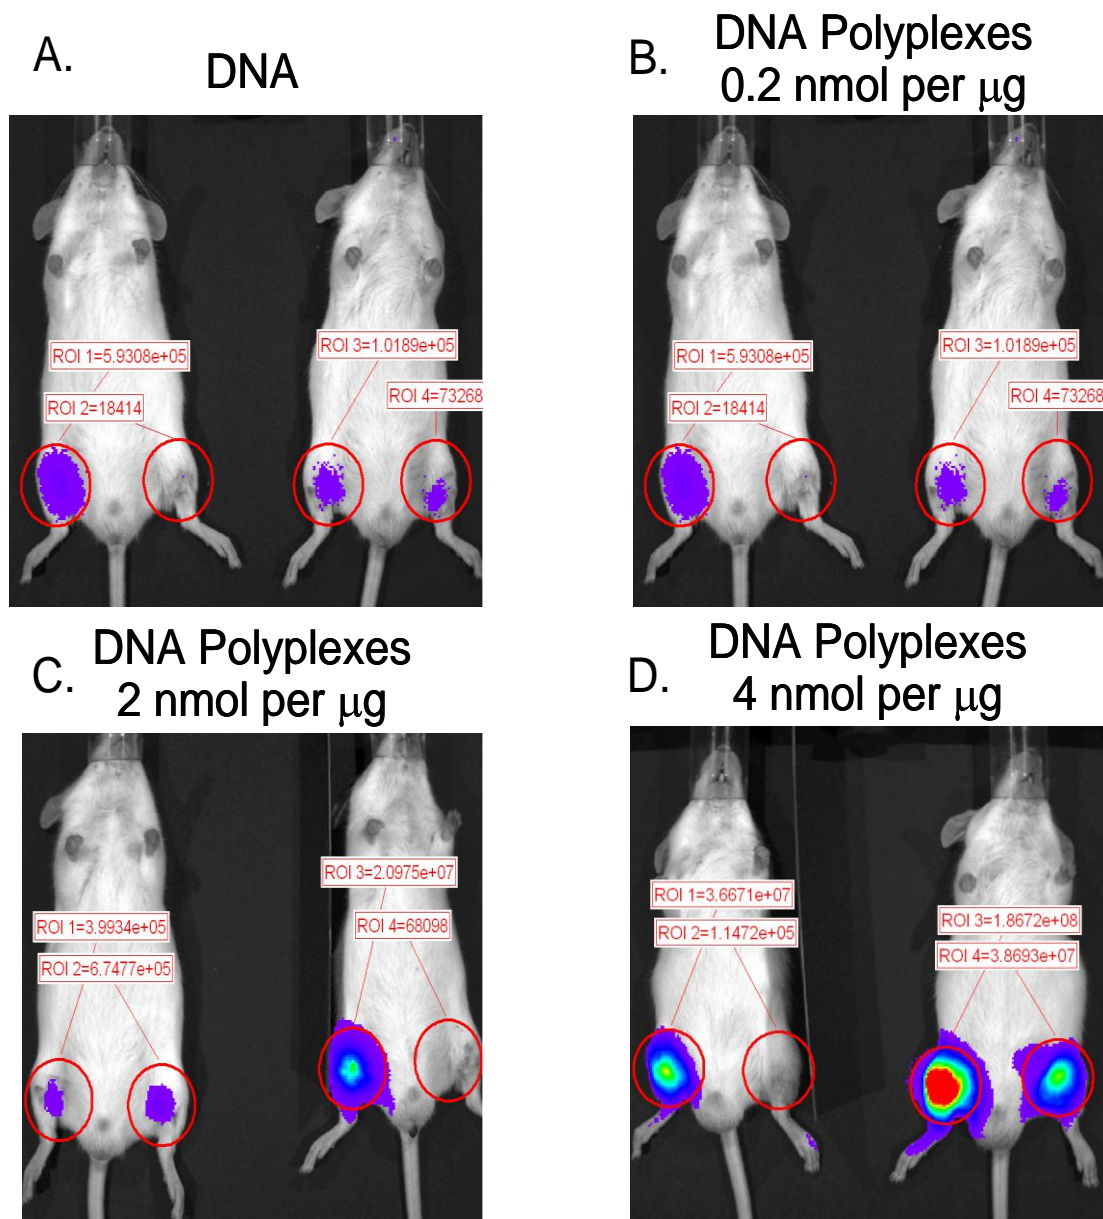 A.
DNA
ROI 1=5.9308e+05
ROI 3=1.0189e+05
ROI 4=73268
ROI 2=18414
B.
DNA Polyplexes
0.2 nmol per μg
ROI 1=5.9308e+05
ROI 3=1.0189e+05
ROI 4=73268
ROI 2=18414
C.
DNA Polyplexes
2 nmol per μg
ROI 3=2.0975e+07
ROI 1=3.9934e+05
ROI 4=68098
ROI 2=6.7477e+05
D.
DNA Polyplexes
4 nmol per μg
ROI 1=3.6671e+07
ROI 3=1.8672e+08
ROI 2=1.1472e+05
ROI 4=3.8693e+07